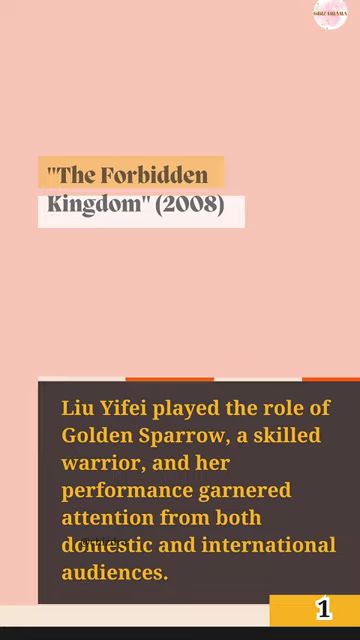 "The Forbidden
Kingdom" (2008)
Liu Yifei played the role of
Golden Sparrow, a skilled
warrior, and her
performance garnered
attention from both
domestic and international
audiences.
1